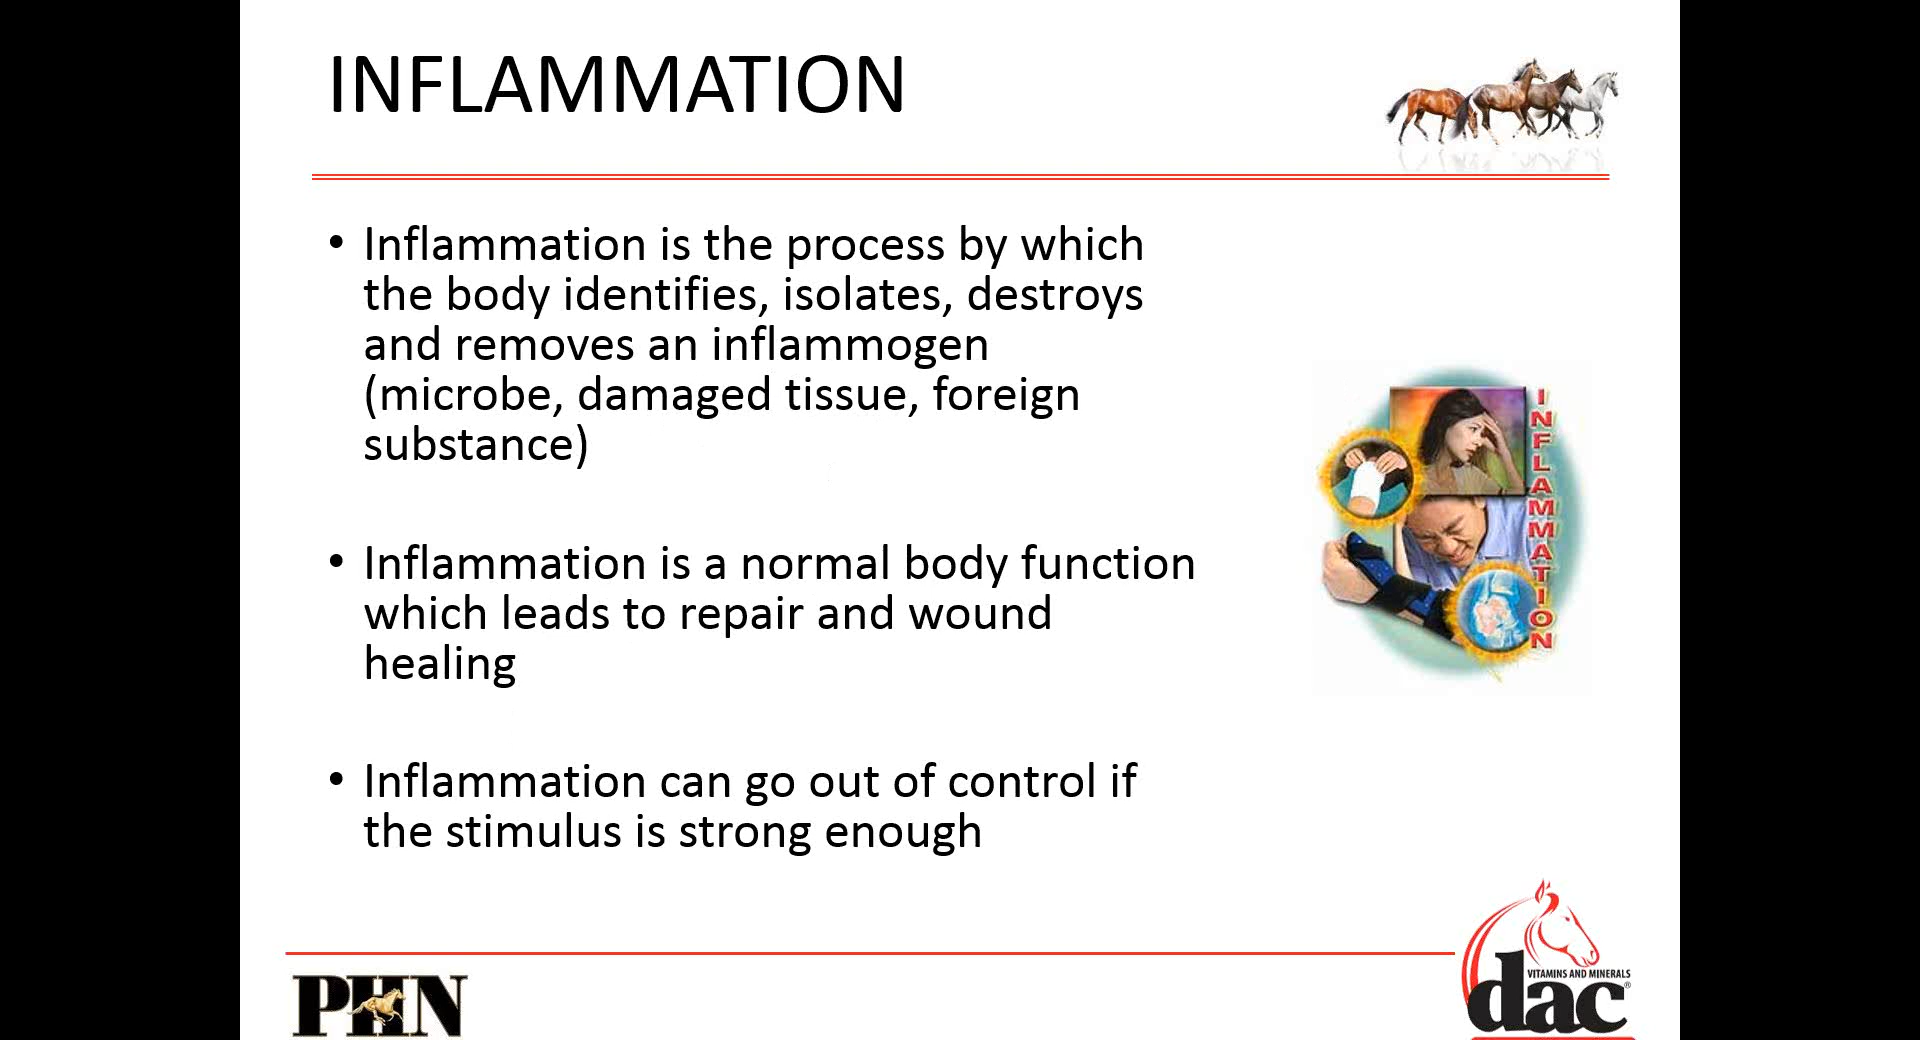 INFLAMMATION
• Inflammation is the process by which
the body identifies, isolates, destroys
and removes an inflammogen
(microbe, damaged tissue, foreign
substance)
• Inflammation is a normal body function
which leads to repair and wound
healing
• Inflammation can go out of control if
the stimulus is strong enough
INFLAMMATION
PHN
VITAMINS AND MINERALS
dac®